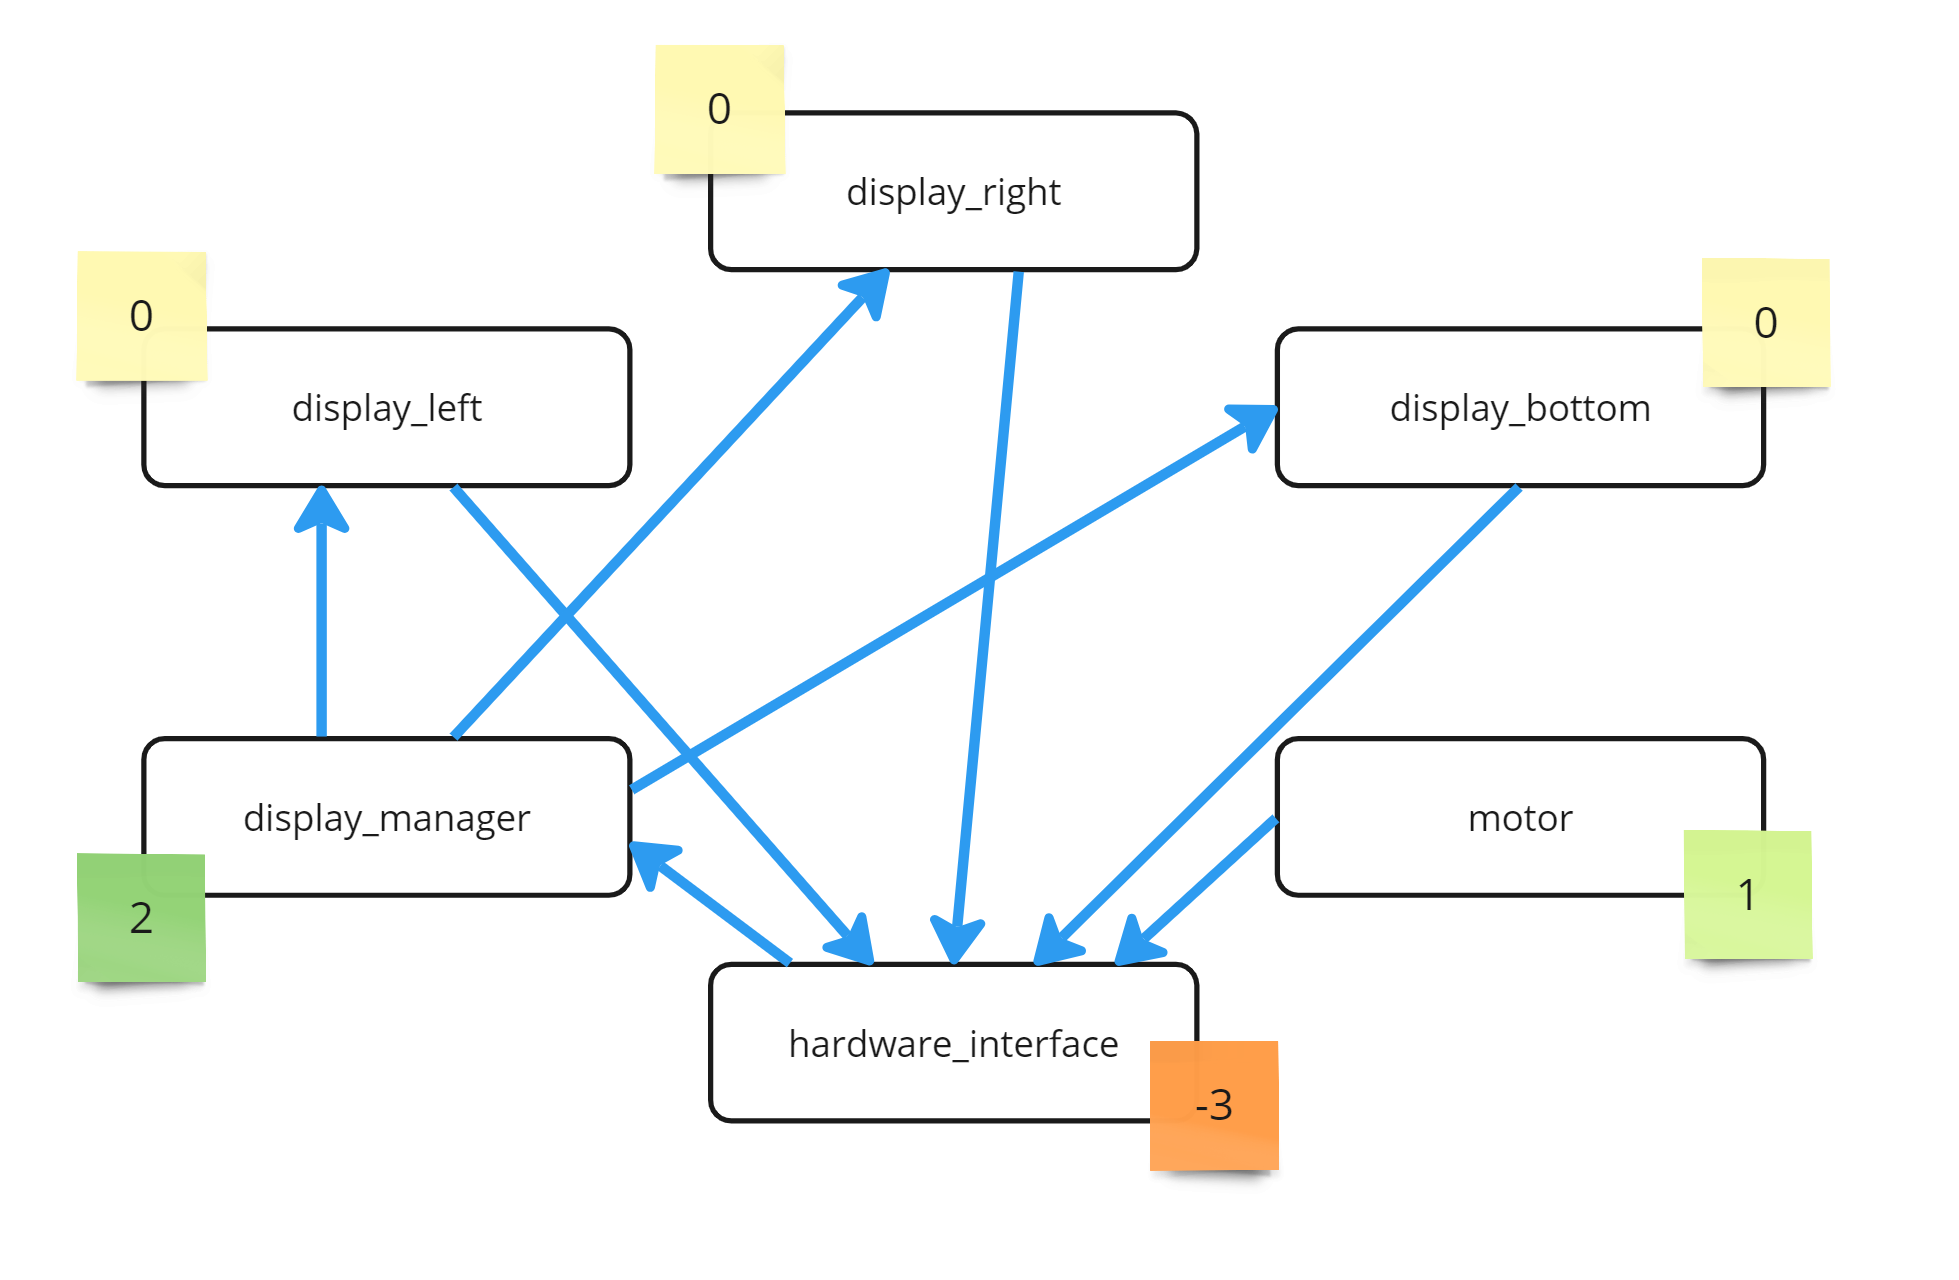 0
display_right
0
display_left
0
display_bottom
display_manager
2
motor
1
hardware_interface
-3